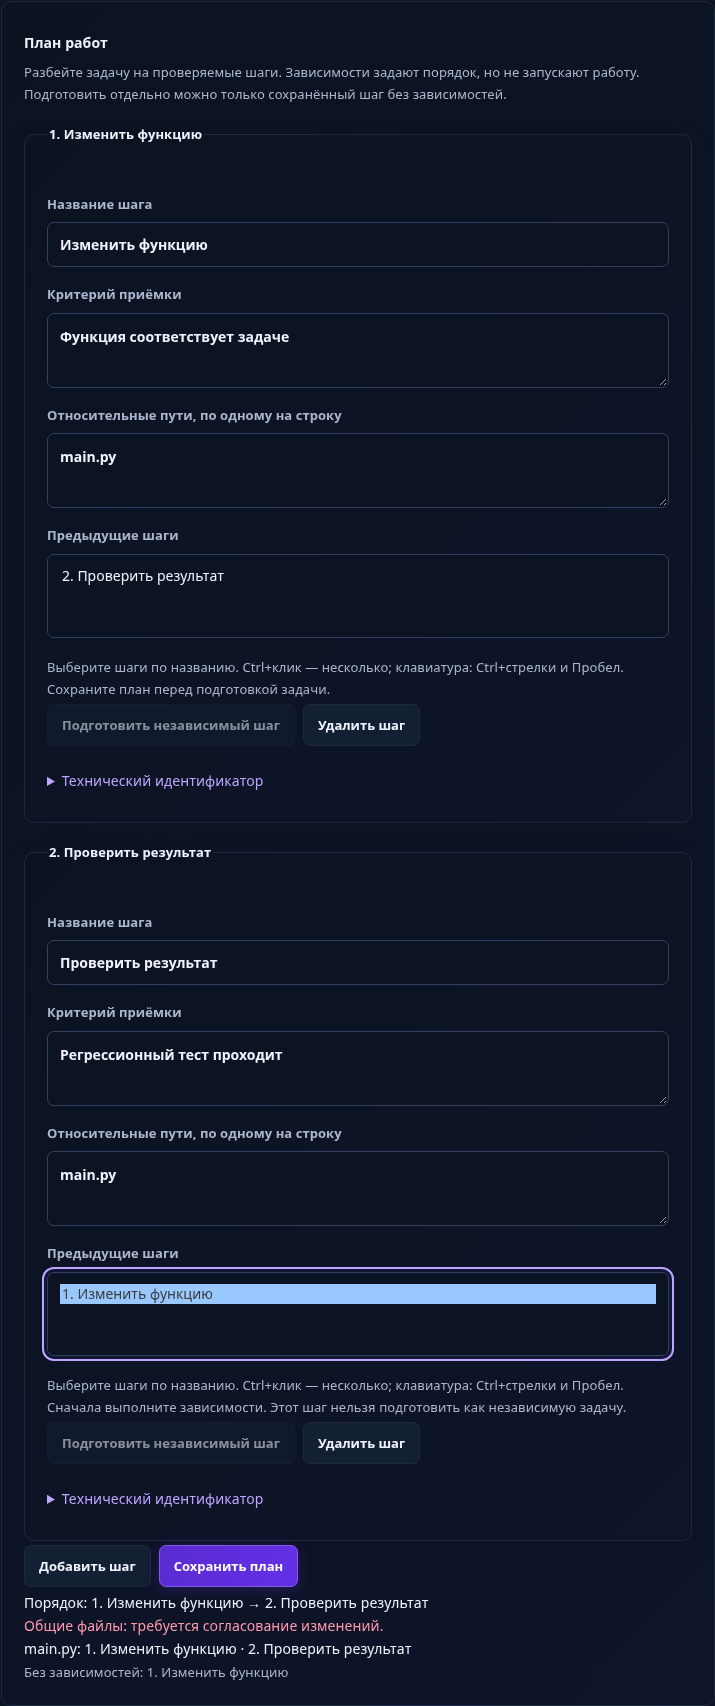 План работ
Разбейте задачу на проверяемые шаги. Зависимости задают порядок, но не запускают работу.
Подготовить отдельно можно только сохранённый шаг без зависимостей.
1. Изменить функцию
Название шага
Изменить функцию
Критерий приёмки
Функция соответствует задаче
Относительные пути, по одному на строку
main.py
Предыдущие шаги
2. Проверить результат
Выберите шаги по названию. Ctrl+клик — несколько; клавиатура: Ctrl+стрелки и Пробел.
Сохраните план перед подготовкой задачи.
Подготовить независимый шаг Удалить шаг
▶ Технический идентификатор
2. Проверить результат
Название шага
Проверить результат
Критерий приёмки
Регрессионный тест проходит
Относительные пути, по одному на строку
main.py
Предыдущие шаги
1. Изменить функцию
Выберите шаги по названию. Ctrl+клик — несколько; клавиатура: Ctrl+стрелки и Пробел.
Сначала выполните зависимости. Этот шаг нельзя подготовить как независимую задачу.
Подготовить независимый шаг Удалить шаг
▶ Технический идентификатор
Добавить шаг Сохранить план
Порядок: 1. Изменить функцию → 2. Проверить результат
Общие файлы: требуется согласование изменений.
main.py: 1. Изменить функцию · 2. Проверить результат
Без зависимостей: 1. Изменить функцию